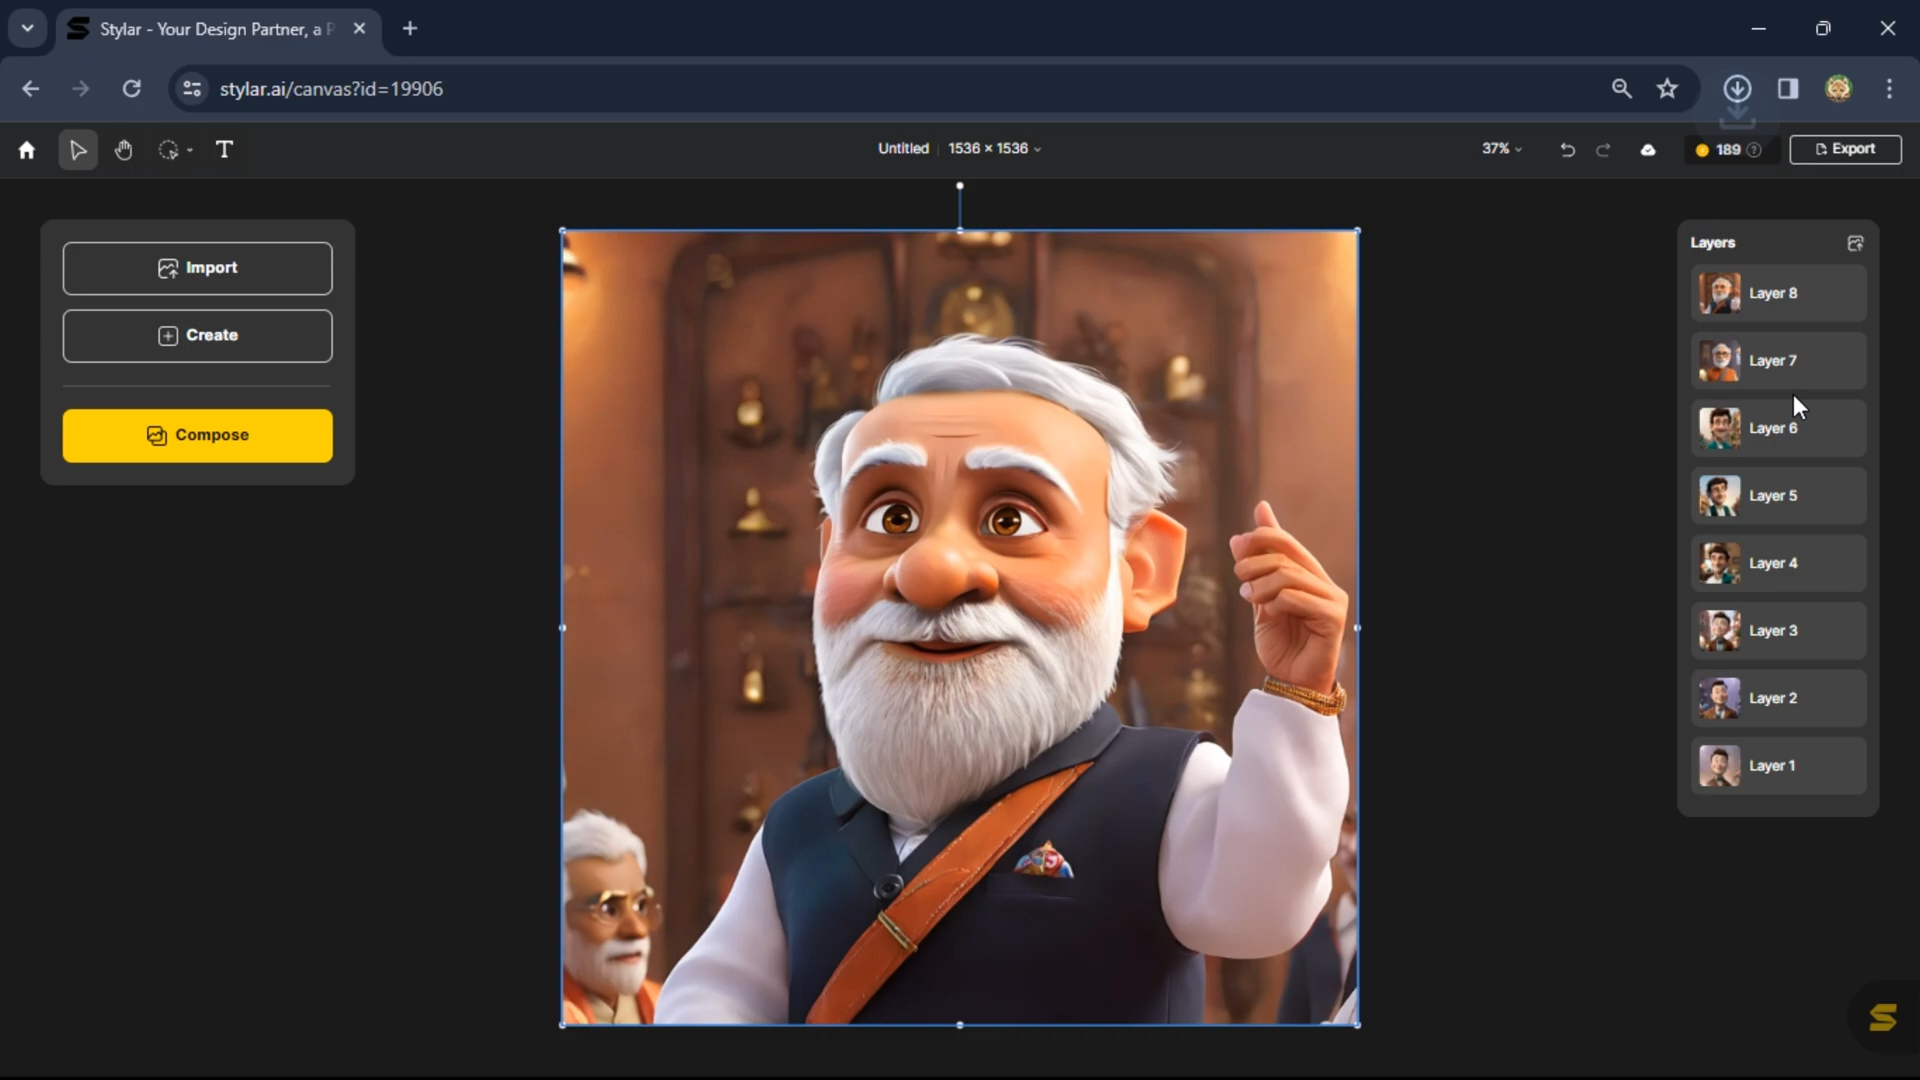 Stylar - Your Design Partner, a P
stylar.ai/canvas?id=19906
T
Untitled 1536 × 1536
37%
189
Export
Import
Create
Compose
Layers
Layer 8
Layer 7
Layer 6
Layer 5
Layer 4
Layer 3
Layer 2
Layer 1